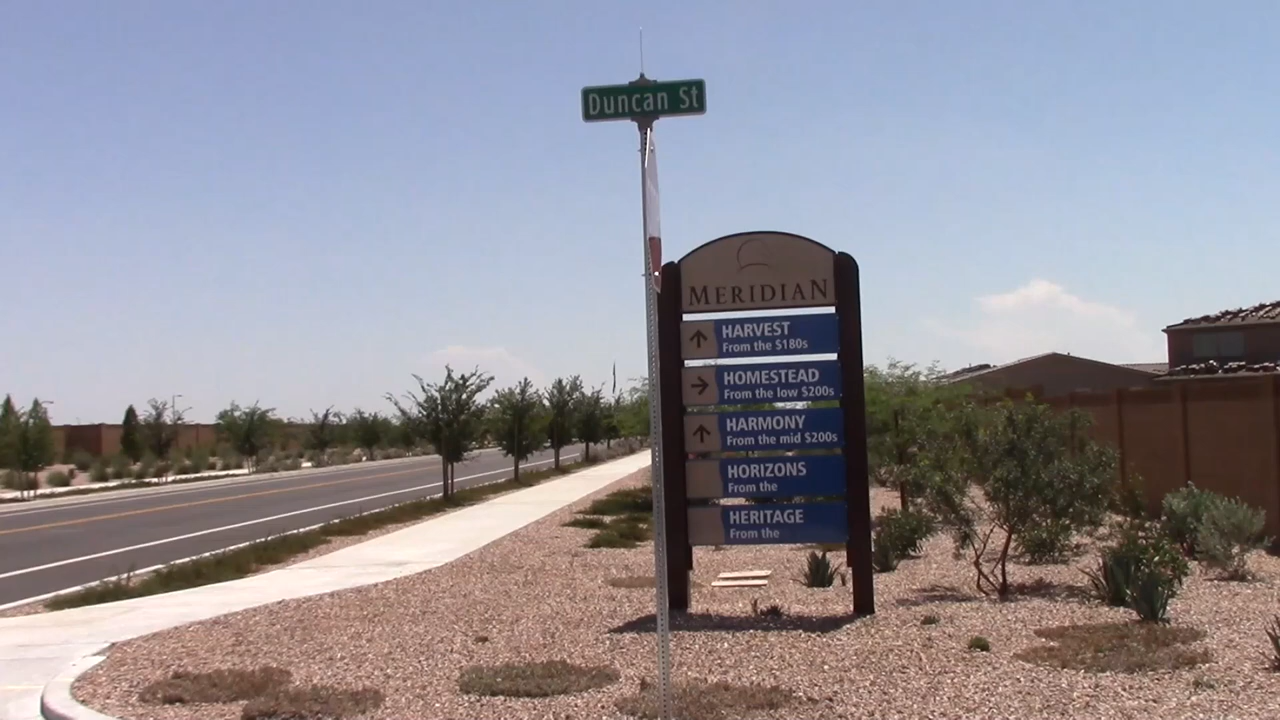 Duncan St
MERIDIAN
HARVEST
From the $180s
HOMESTEAD
From the low $200s
HARMONY
From the mid $200s
HORIZONS
From the
HERITAGE
From the